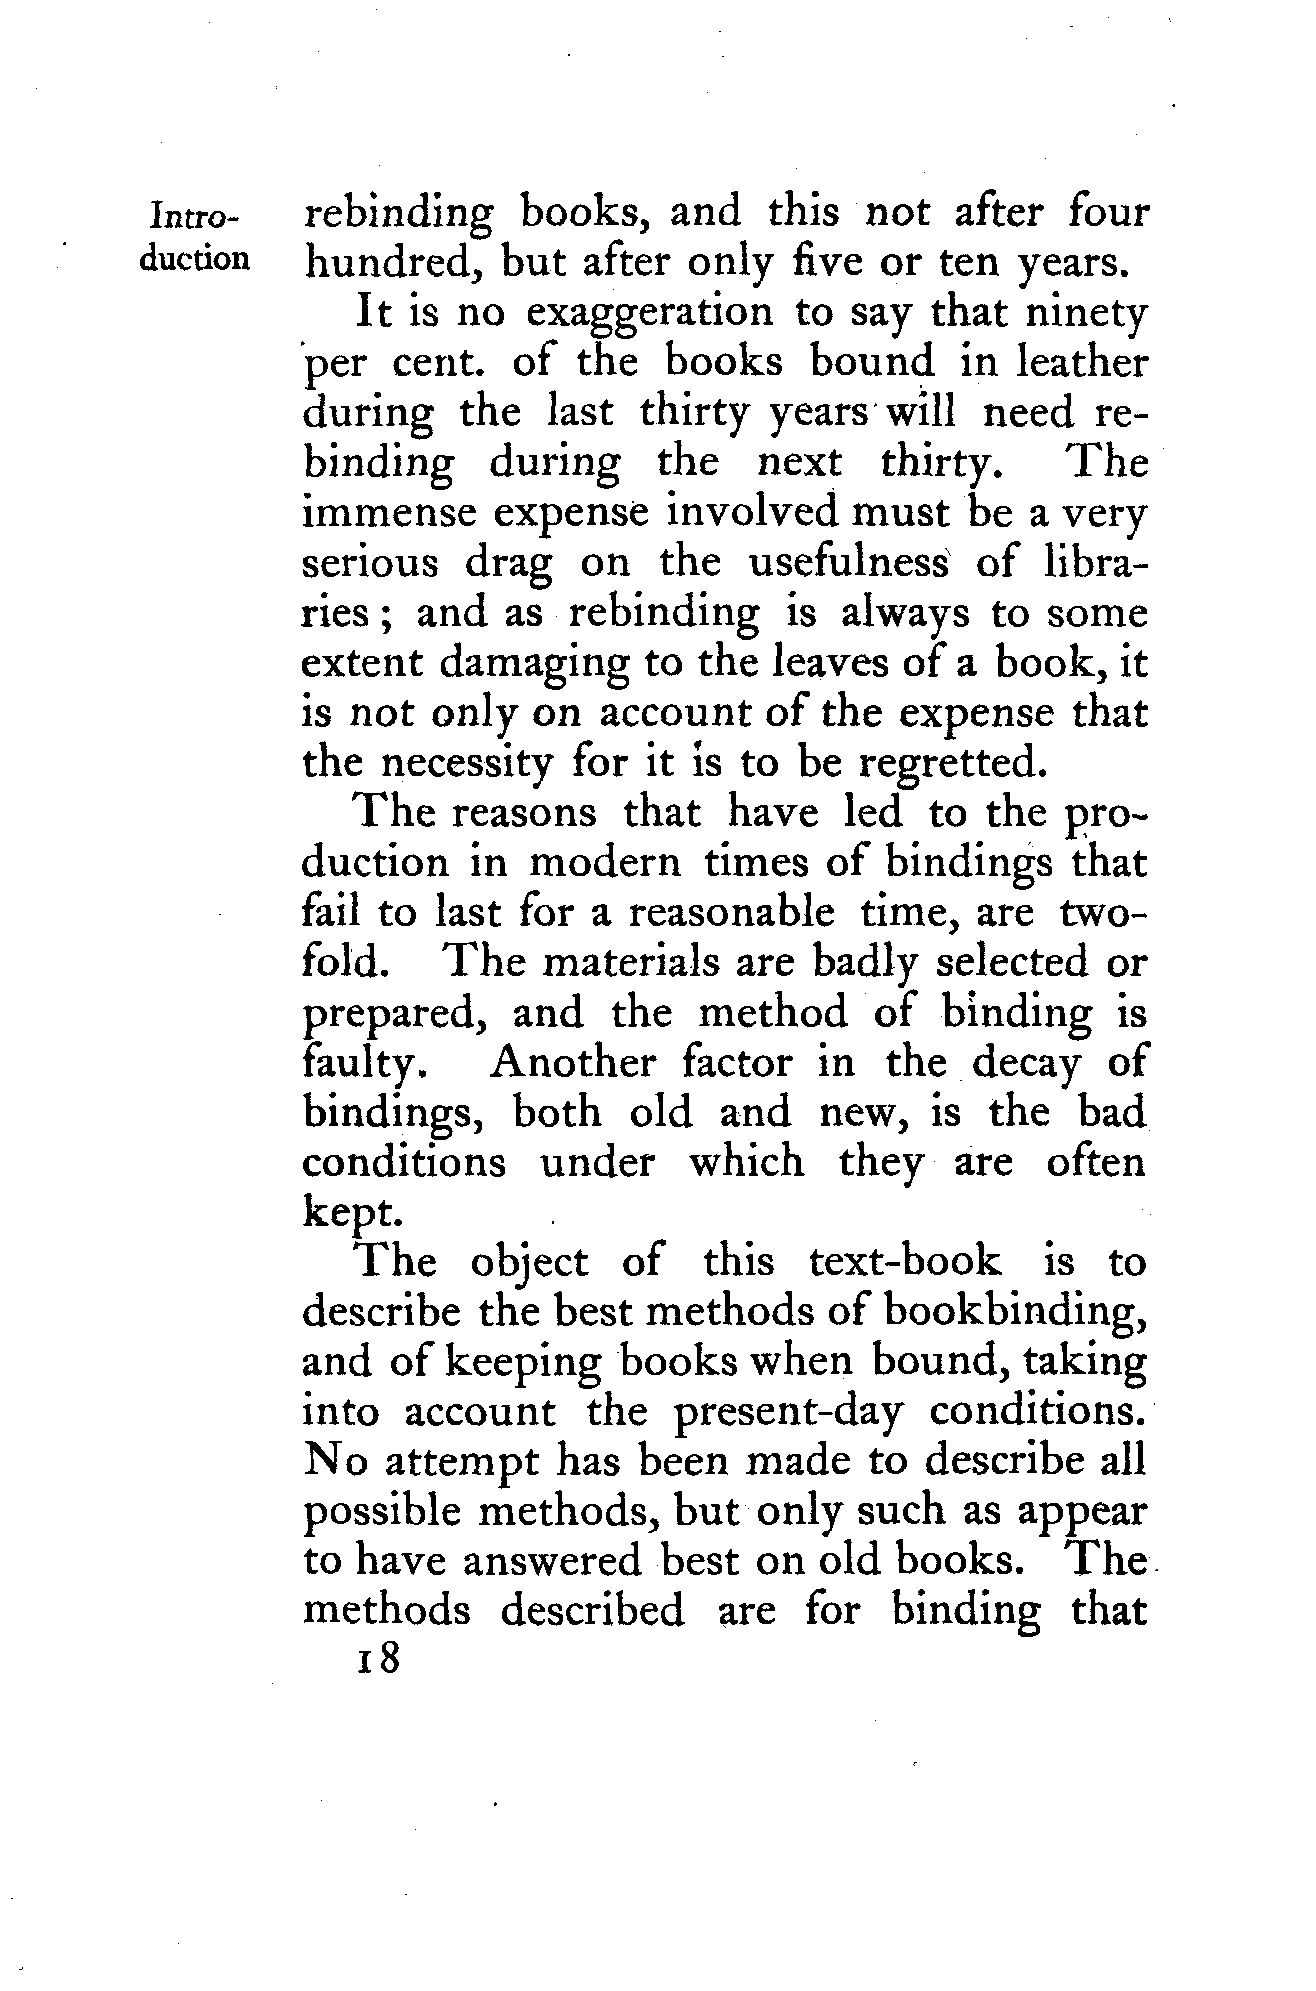 Intro-
duction
rebinding books, and this not after four
hundred, but after only five or ten years.
It is no exaggeration to say that ninety
per cent. of the books bound in leather
during the last thirty years will need re-
binding during the next thirty. The
immense expense involved must be a very
serious drag on the usefulness of libra-
ries ; and as rebinding is always to some
extent damaging to the leaves of a book, it
is not only on account of the expense that
the necessity for it is to be regretted.
The reasons that have led to the pro-
duction in modern times of bindings that
fail to last for a reasonable time, are two-
fold. The materials are badly selected or
prepared, and the method of binding is
faulty. Another factor in the decay of
bindings, both old and new, is the bad
conditions under which they are often
kept.
The object of this text-book is to
describe the best methods of bookbinding,
and of keeping books when bound, taking
into account the present-day conditions.
No attempt has been made to describe all
possible methods, but only such as appear
to have answered best on old books. The
methods described are for binding that
18